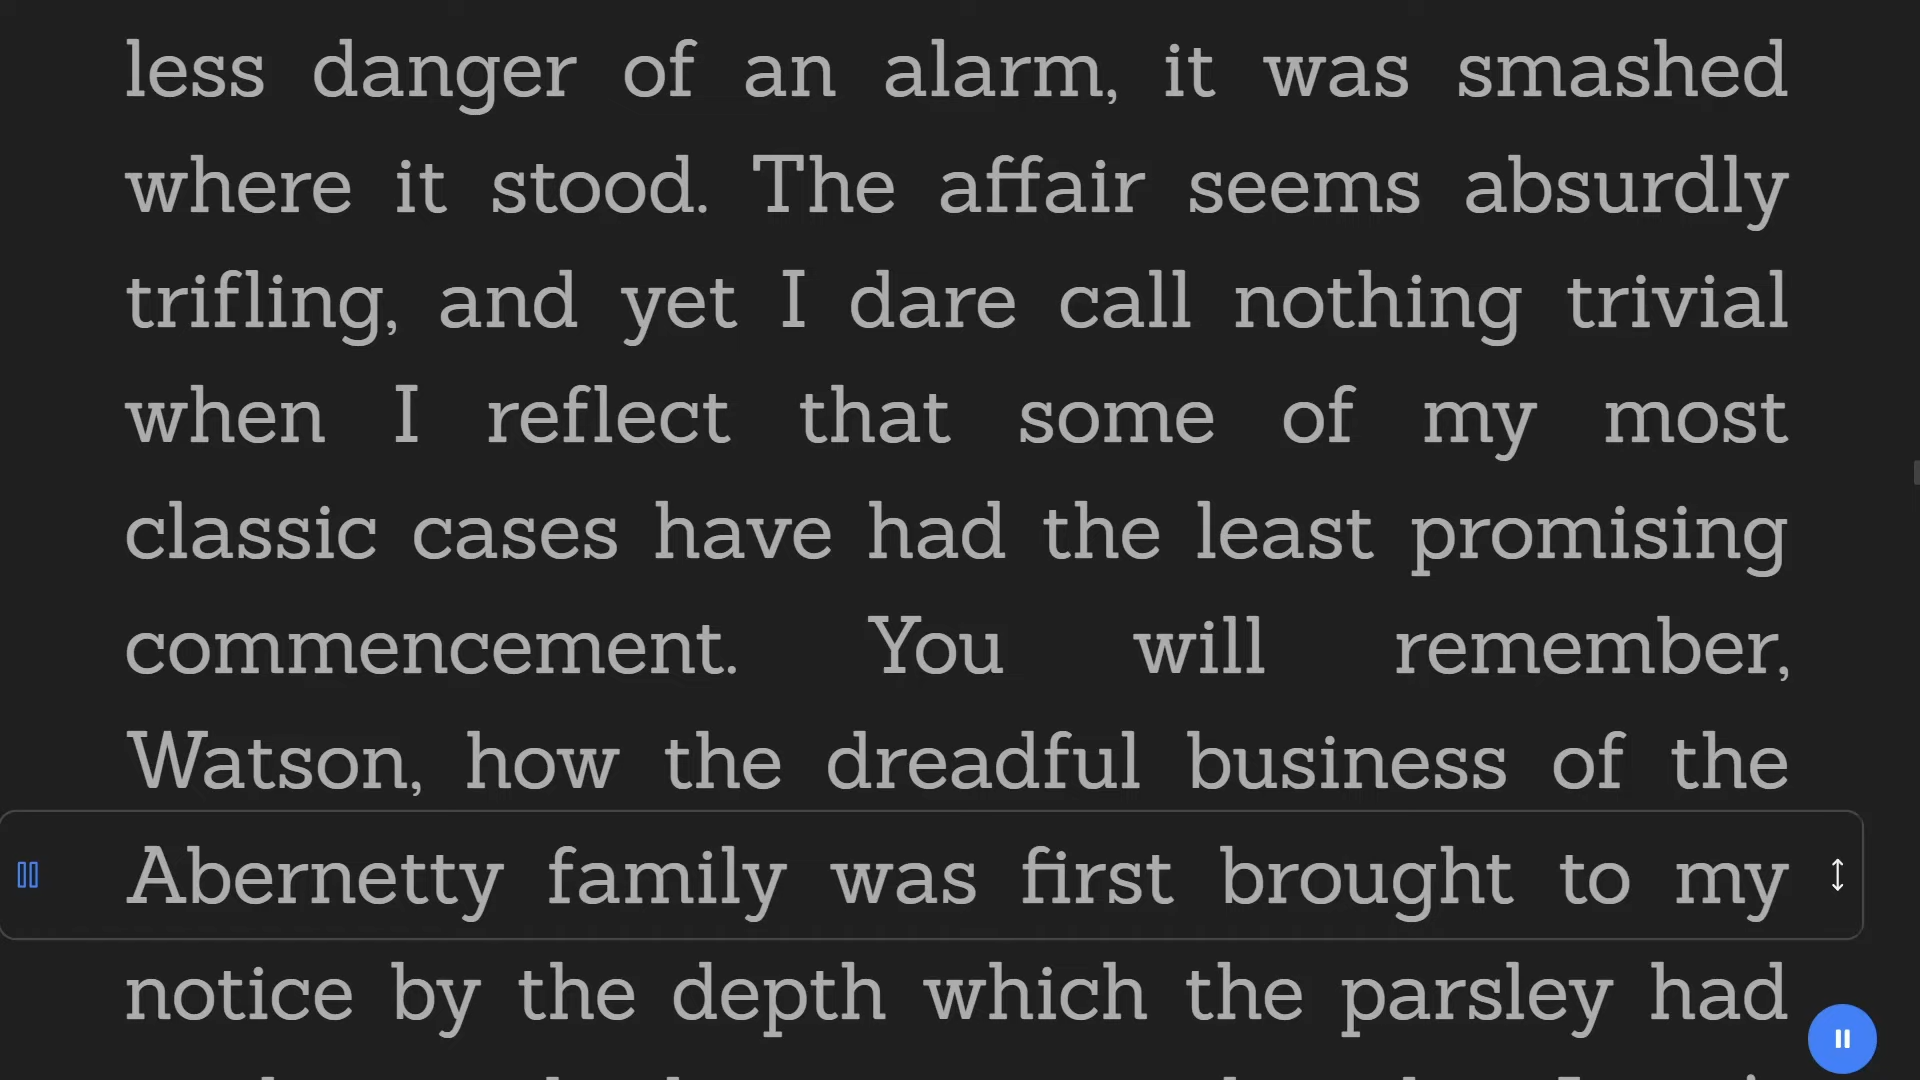 less danger of an alarm, it was smashed
where it stood. The affair seems absurdly
trifling, and yet I dare call nothing trivial
when I reflect that some of my most
classic cases have had the least promising
commencement. You will remember,
Watson, how the dreadful business of the
Abernetty family was first brought to my
notice by the depth which the parsley had